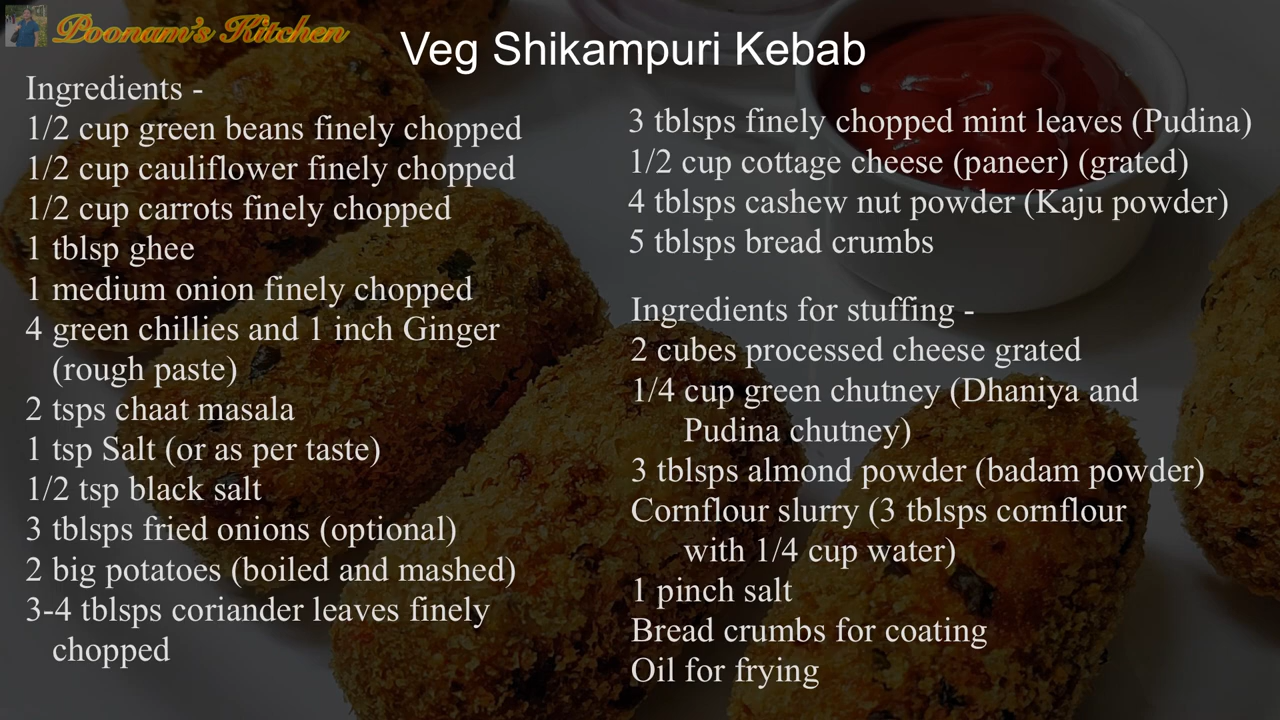 Poonam's Kitchen
Veg Shikampuri Kebab
Ingredients -
1/2 cup green beans finely chopped
1/2 cup cauliflower finely chopped
1/2 cup carrots finely chopped
1 tblsp ghee
1 medium onion finely chopped
4 green chillies and 1 inch Ginger
(rough paste)
2 tsps chaat masala
1 tsp Salt (or as per taste)
1/2 tsp black salt
3 tblsps fried onions (optional)
2 big potatoes (boiled and mashed)
3-4 tblsps coriander leaves finely
chopped
3 tblsps finely chopped mint leaves (Pudina)
1/2 cup cottage cheese (paneer) (grated)
4 tblsps cashew nut powder (Kaju powder)
5 tblsps bread crumbs
Ingredients for stuffing -
2 cubes processed cheese grated
1/4 cup green chutney (Dhaniya and
Pudina chutney)
3 tblsps almond powder (badam powder)
Cornflour slurry (3 tblsps cornflour
with 1/4 cup water)
1 pinch salt
Bread crumbs for coating
Oil for frying